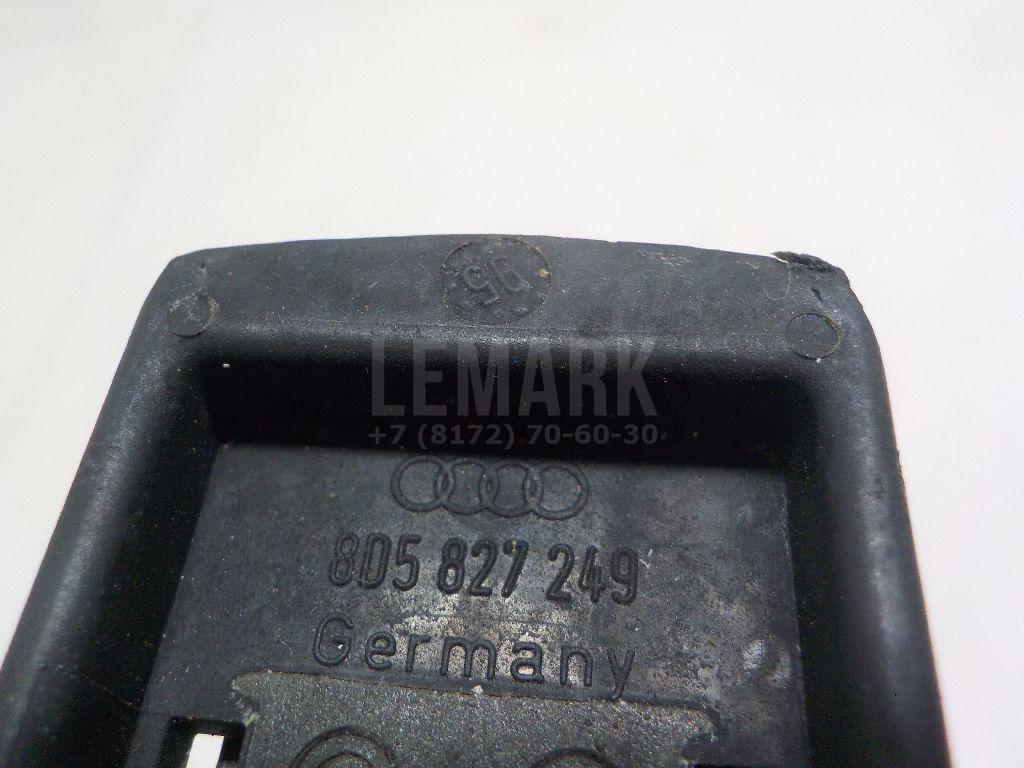 LEMARK
+7 (8172) 70-60-30
8D5 827 249
Germany